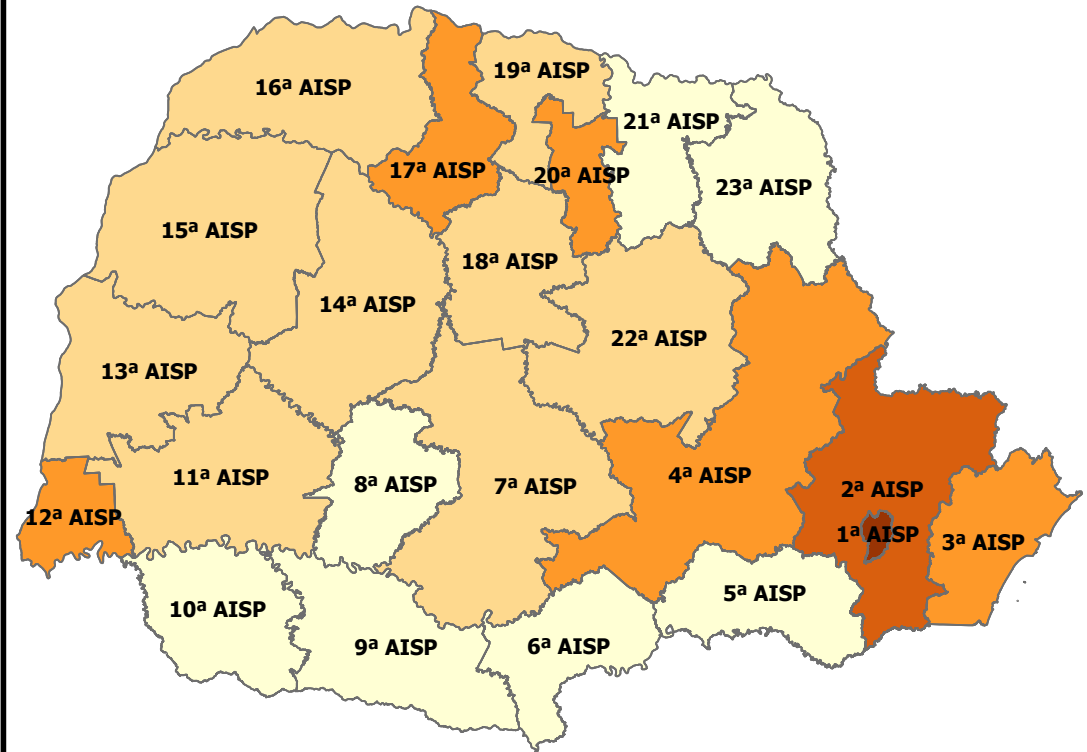 16ª AISP
19ª AISP
21ª AISP
17ª AISP
20ª AISP
23ª AISP
15ª AISP
18ª AISP
14ª AISP
22ª AISP
13ª AISP
11ª AISP
8ª AISP
7ª AISP
4ª AISP
2ª AISP
12ª AISP
1ª AISP
3ª AISP
10ª AISP
5ª AISP
9ª AISP
6ª AISP